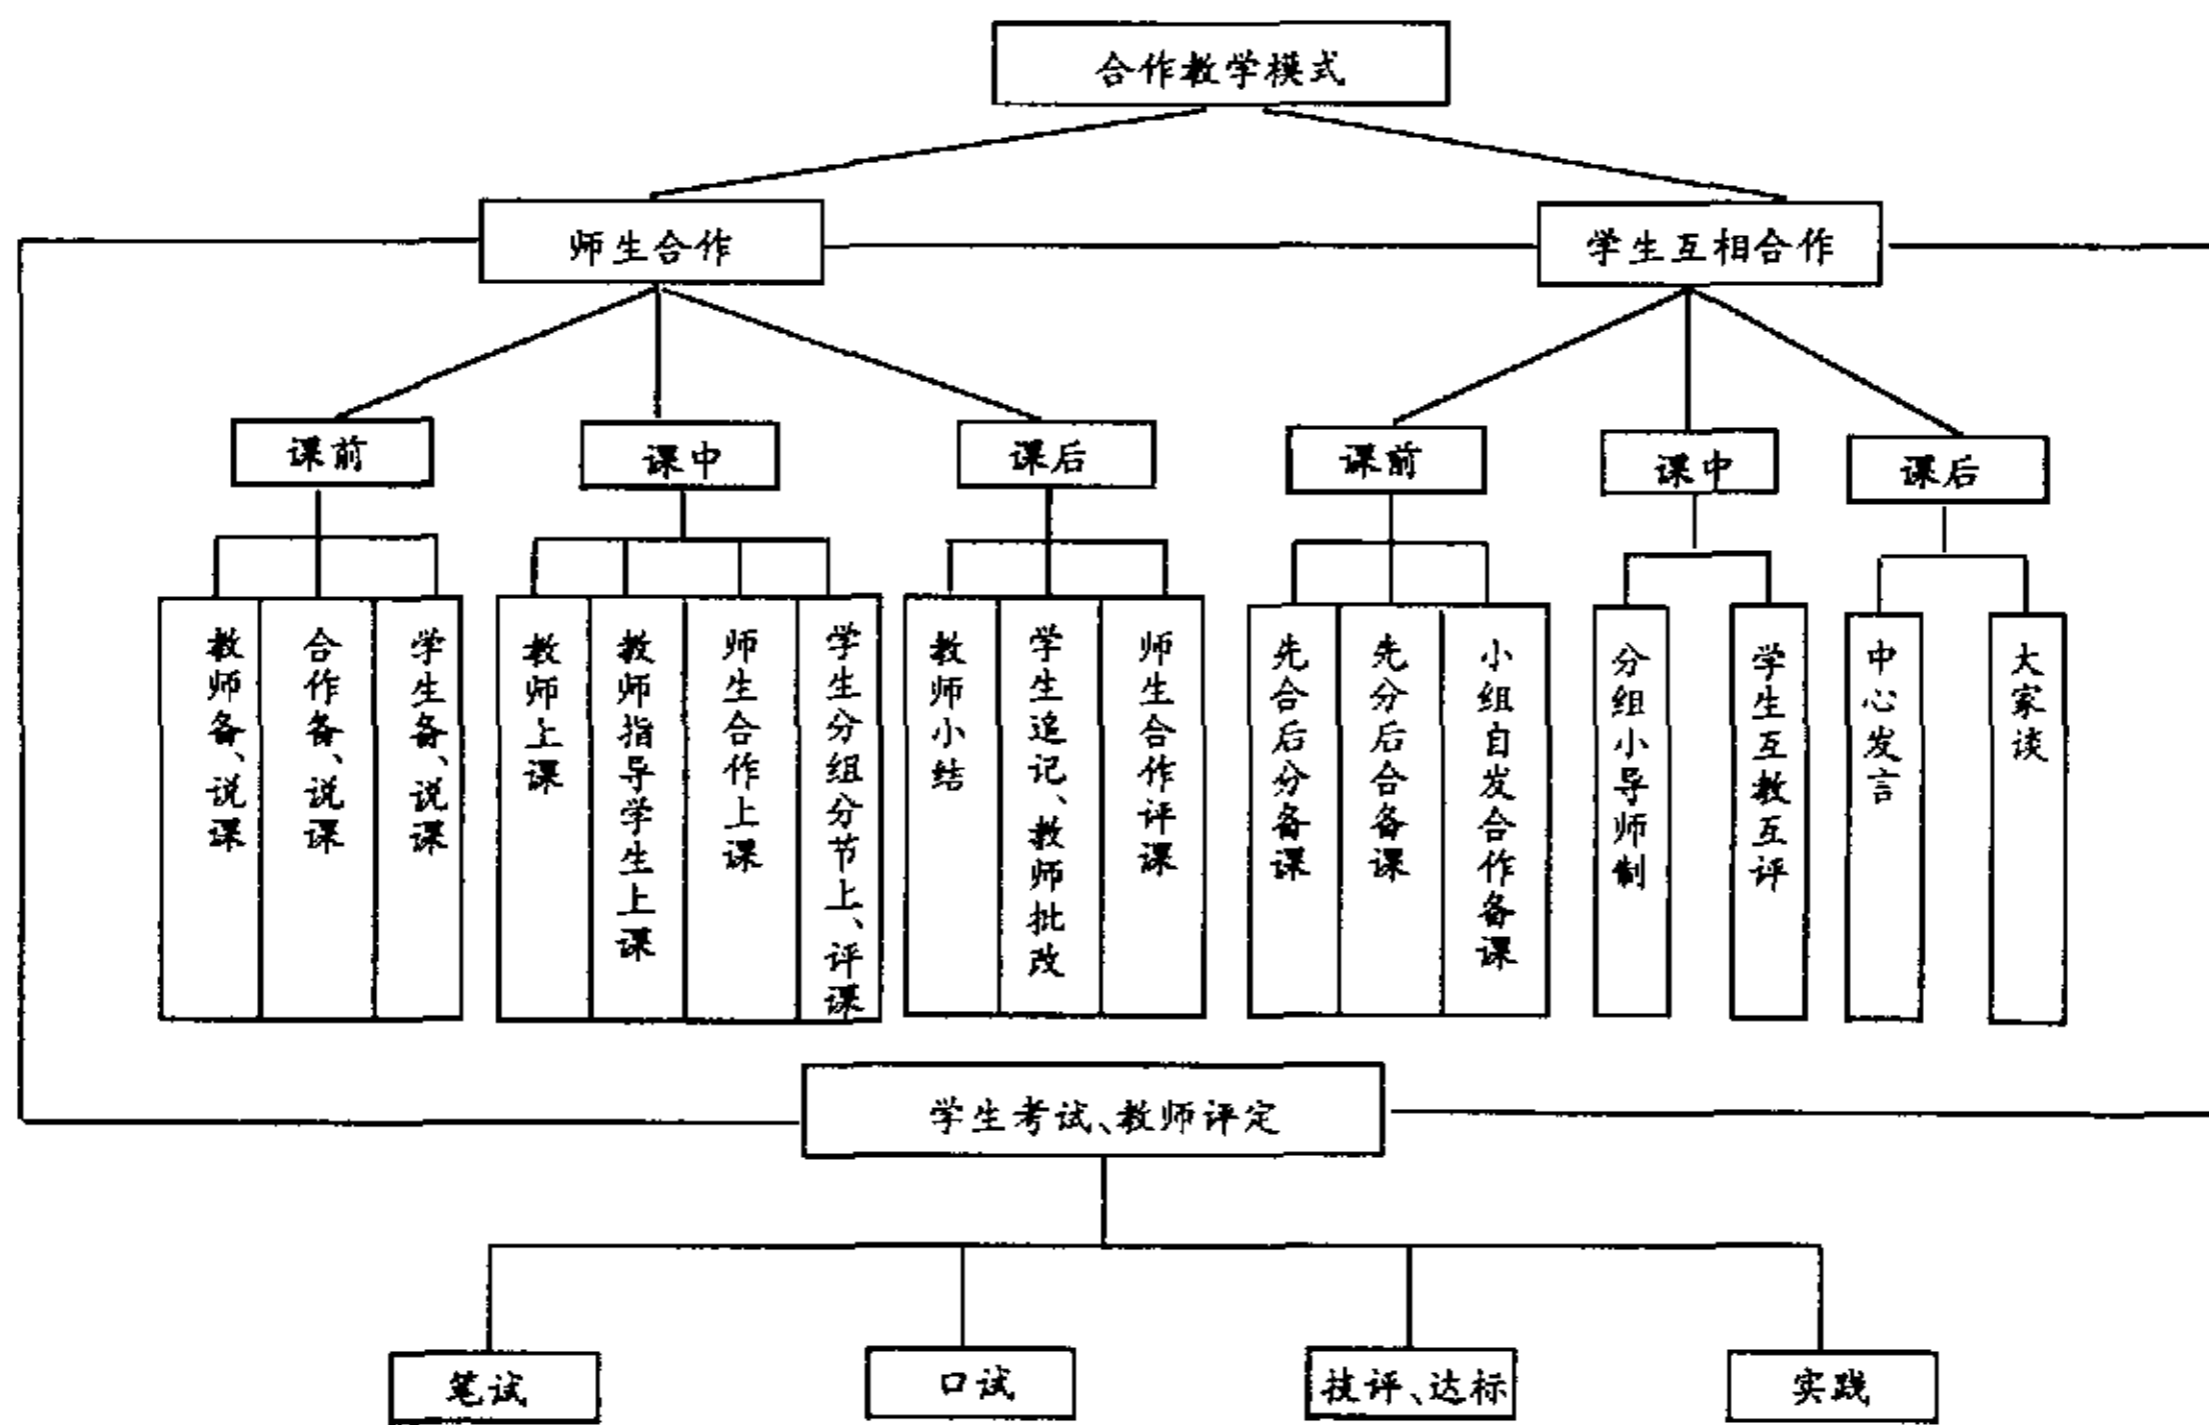 合作教学模式
师生合作
学生互相合作
课前
课中
课后
课前
课中
课后
教师备、说课
合作备、说课
学生备、说课
教师上课
教师指导学生上课
师生合作上课
学生分组分节上、评课
教师小结
学生追记、教师批改
师生合作评课
先合后分备课
先分后合备课
小组自发合作备课
分组小导师制
学生互教互评
中心发言
大家谈
学生考试、教师评定
笔试
口试
技评、达标
实践